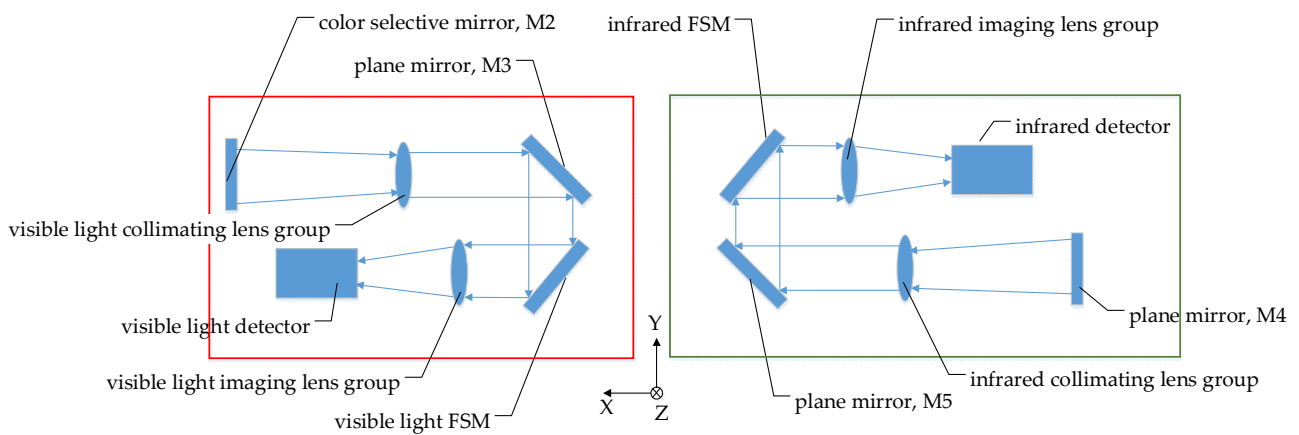 color selective mirror, M2
infrared FSM
infrared imaging lens group
plane mirror, M3
infrared detector
visible light collimating lens group
visible light detector
plane mirror, M4
Y
visible light imaging lens group
infrared collimating lens group
X
Z
plane mirror, M5
visible light FSM